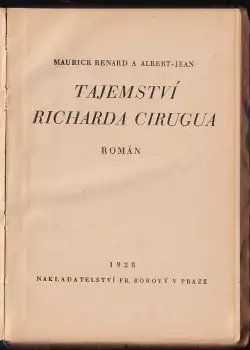 MAURICE RENARD A ALBERT-JEAN
TAJEMSTVÍ
RICHARDA CIRUGUA
ROMÁN
1928
NAKLADATELSTVÍ FR. BOROVÝ V PRAZE